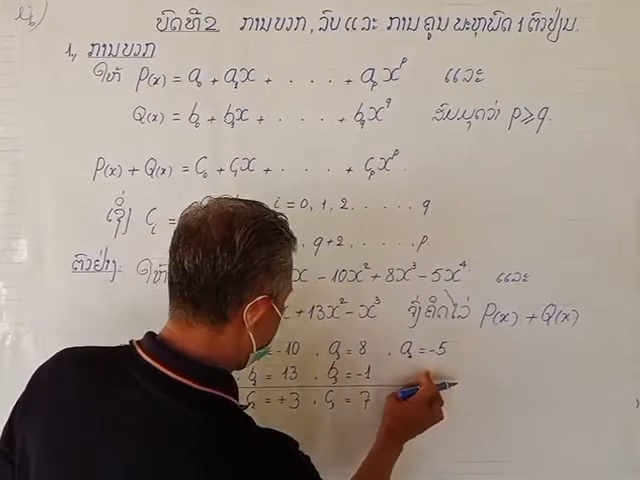 ບົດທີ 2. ການບວກ, ລົບ ແລະ ການຄູນ ພະຫຸພົດ 1 ຕົວປ່ຽນ.
1, ການບວກ
ໃຫ້ P(x) = a₀ + a₁x + . . . . + aₚxᵖ ແລະ
Q(x) = b₀ + b₁x + . . . . + b_q x^q ສົມມຸດວ່າ p ≥ q.
P(x) + Q(x) = C₀ + C₁x + . . . . + Cₚxᵖ.
ເຊິ່ງ Cᵢ = i = 0, 1, 2, . . . . . q
q+2, . . . . . p
ຕົວຢ່າງ: ໃຫ້ x - 10x² + 8x³ - 5x⁴ ແລະ
x + 13x² - x³ ຈົ່ງຄິດໄລ່ P(x) + Q(x)
= -10 , a₃ = 8 , a₄ = -5
b₂ = 13 , b₃ = -1
C₂ = +3 , C₃ = 7